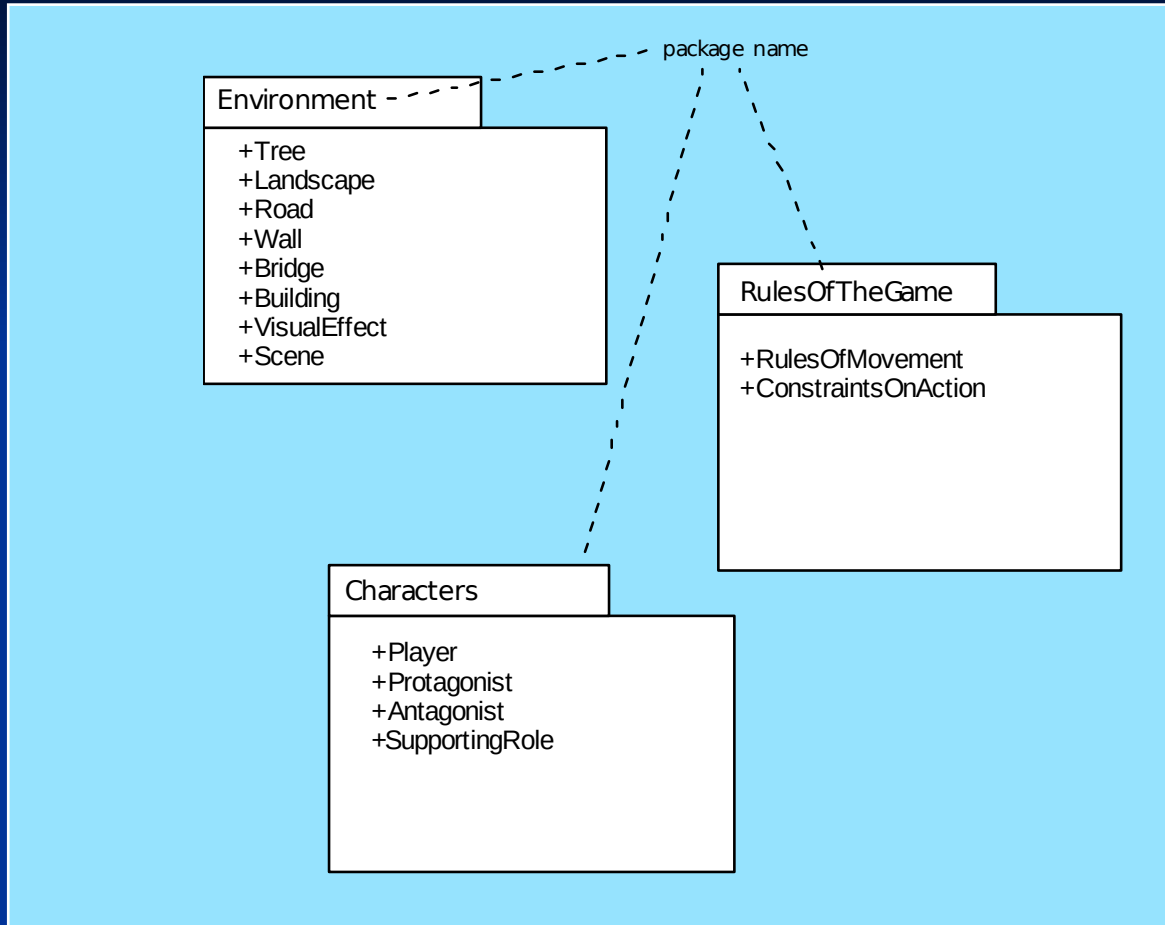 package name
Environment
+Tree
+Landscape
+Road
+Wall
+Bridge
+Building
+VisualEffect
+Scene
RulesOfTheGame
+RulesOfMovement
+ConstraintsOnAction
Characters
+Player
+Protagonist
+Antagonist
+SupportingRole